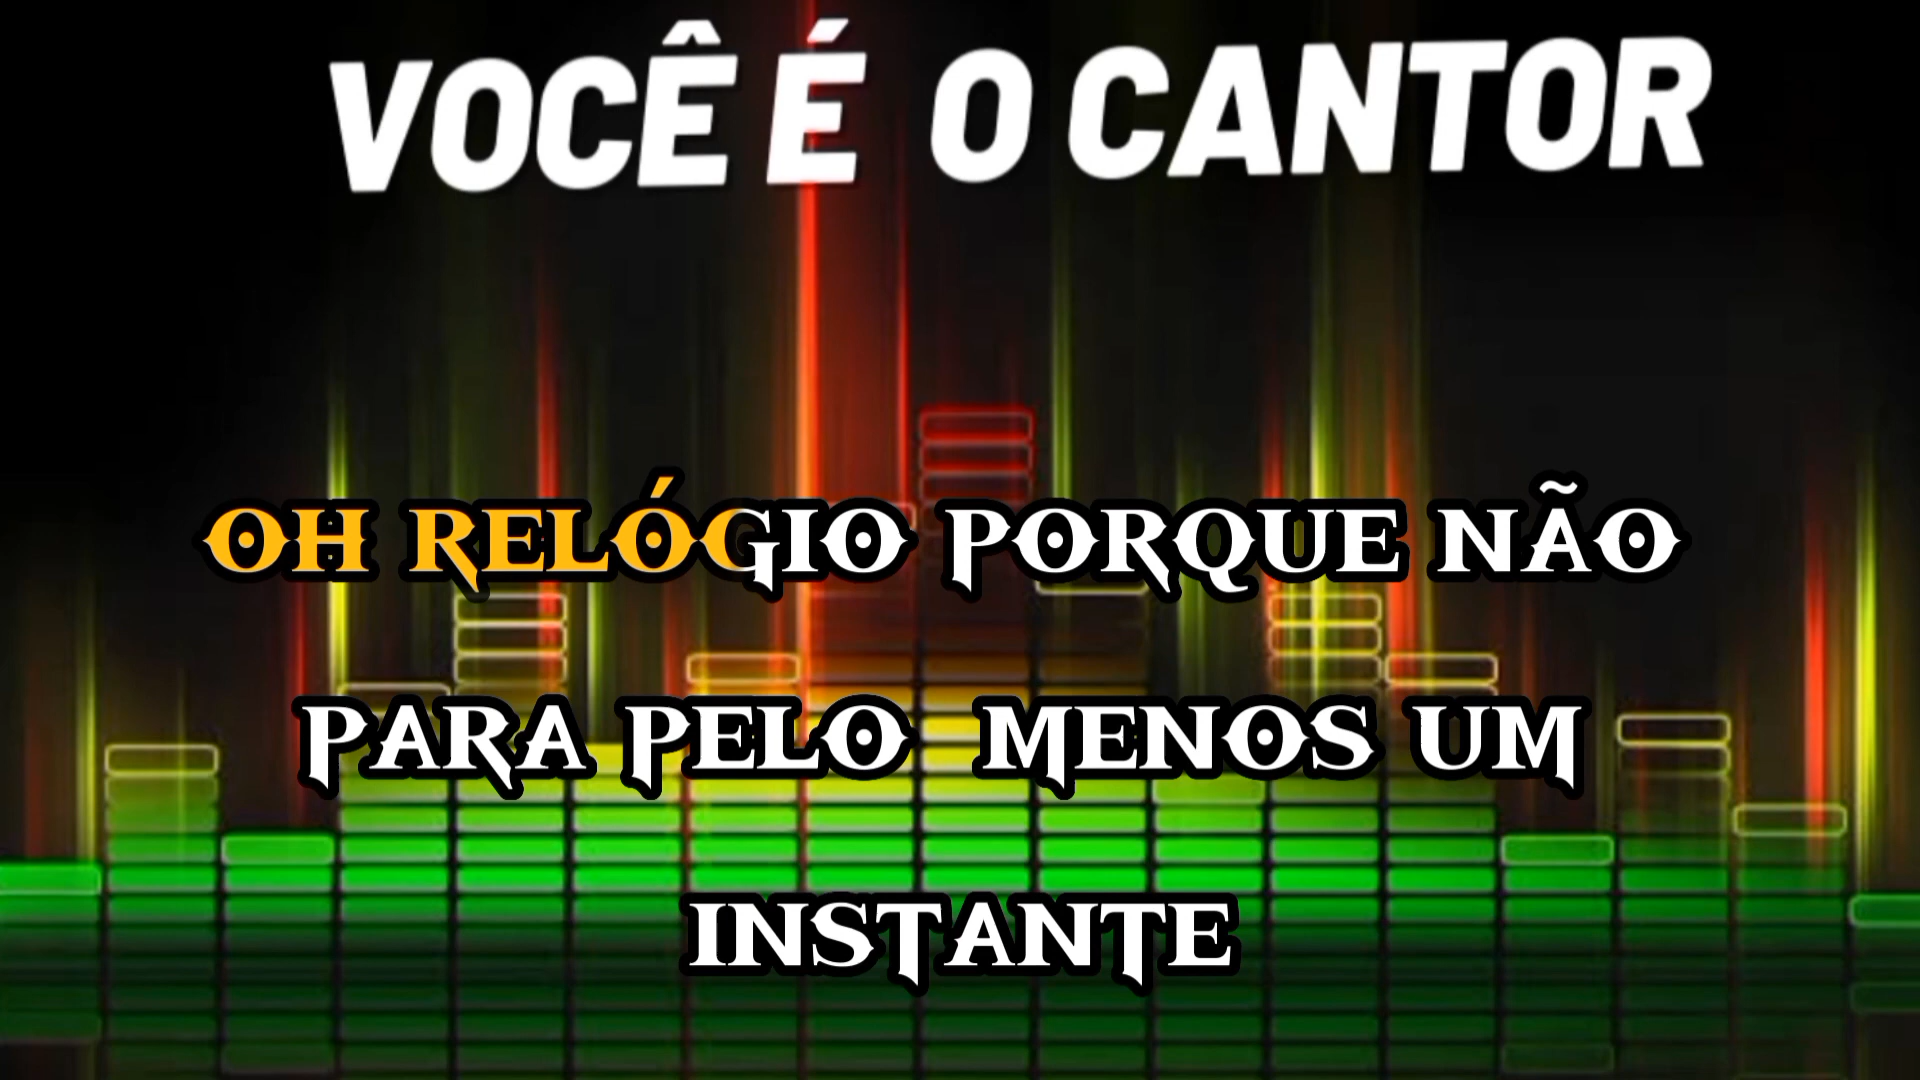 VOCÊ É O CANTOR
OH RELÓGIO PORQUE NÃO
PARA PELO MENOS UM
INSTANTE